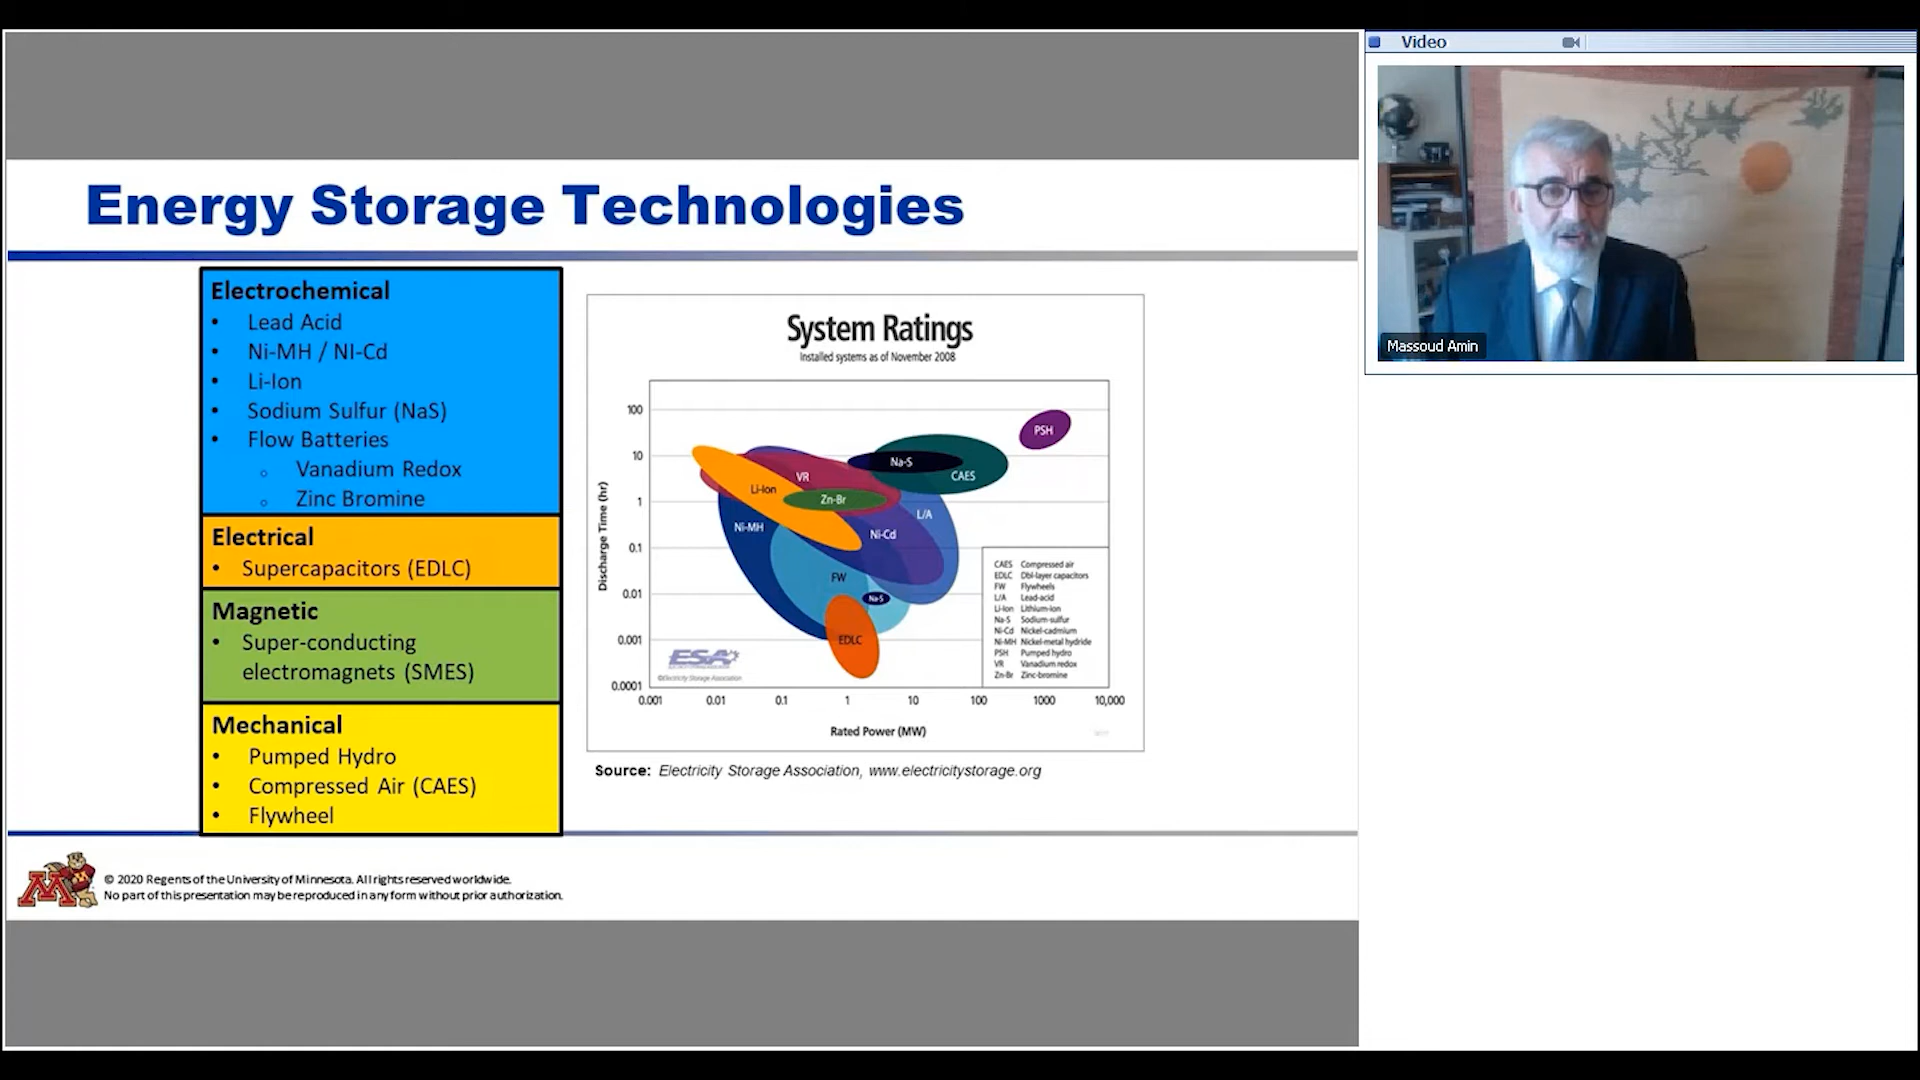 Energy Storage Technologies
Electrochemical
• Lead Acid
• Ni-MH / NI-Cd
• Li-Ion
• Sodium Sulfur (NaS)
• Flow Batteries
○ Vanadium Redox
○ Zinc Bromine
Electrical
• Supercapacitors (EDLC)
Magnetic
• Super-conducting
electromagnets (SMES)
Mechanical
• Pumped Hydro
• Compressed Air (CAES)
• Flywheel
System Ratings
Installed systems as of November 2008
Discharge Time (hr)
100
10
1
0.1
0.01
0.001
0.0001
PSH
Na-S
CAES
VR
Li-Ion
Zn-Br
L/A
Ni-MH
Ni-Cd
FW
Na-S
EDLC
CAES Compressed air
EDLC Dbl-layer capacitors
FW Flywheels
L/A Lead-acid
Li-Ion Lithium-ion
Na-S Sodium-sulfur
Ni-Cd Nickel-cadmium
Ni-MH Nickel-metal hydride
PSH Pumped hydro
VR Vanadium redox
Zn-Br Zinc-bromine
ESA
©Electricity Storage Association
0.001 0.01 0.1 1 10 100 1000 10,000
Rated Power (MW)
Source: Electricity Storage Association, www.electricitystorage.org
M
© 2020 Regents of the University of Minnesota. All rights reserved worldwide.
No part of this presentation may be reproduced in any form without prior authorization.
Video
Massoud Amin